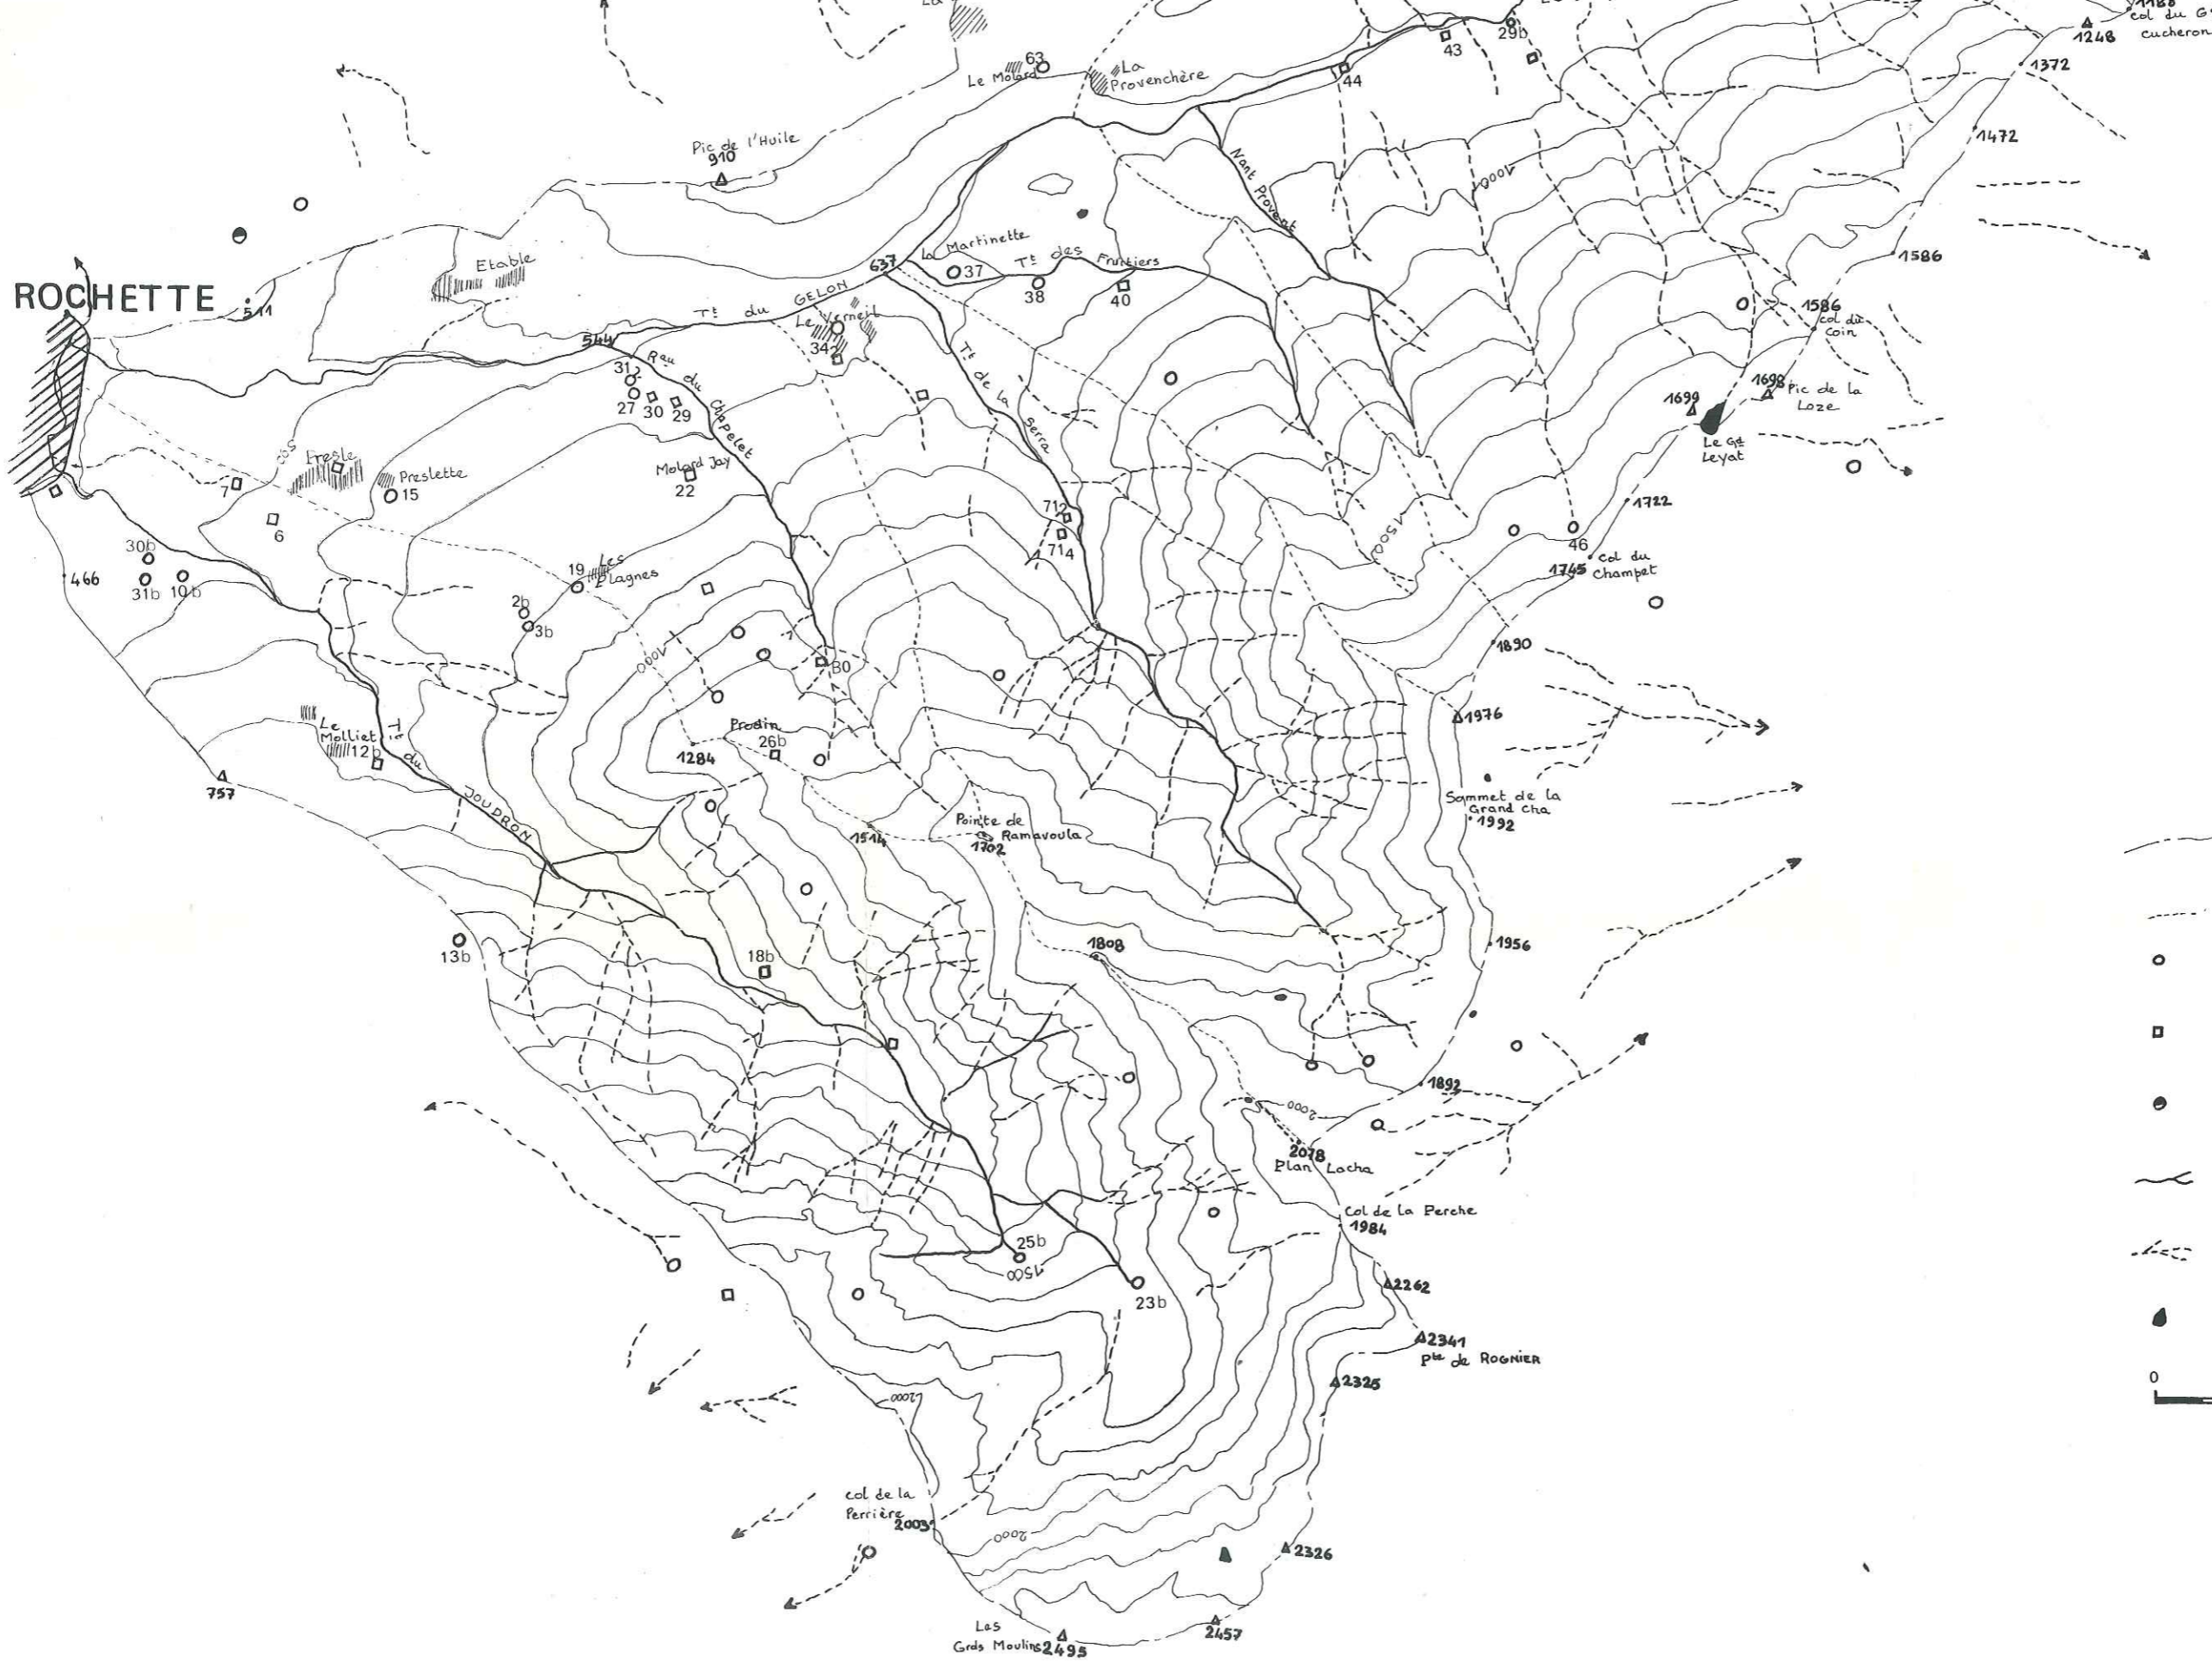 43
29b
1248
col du G
Cucheron
1372
Le Molard
63
La
Provenchère
44
1472
Pic de l'Huile
910
1000
Nant Provent
ROCHETTE
511
Etable
637
La Martinette
37
Tt des Fruitiers
38
40
1586
1586
col du
Coin
544
Tt du GELON
Le Verneil
34
Rau du Chapelet
312
27
30
29
Tt de la Serra
1699
1698
Pic de la
Loze
Le Gd
Leyat
Presle
Preslette
15
7
6
Molard Jay
22
712
714
1500
1722
46
col du
Champet
1745
30b
31b
10b
466
19
Les
Plagnes
2b
3b
1000
80
1890
1976
Le
Molliet
12b
Tt du JOUDRON
757
Prodin
26b
1284
Sommet de la
Grand Cha
1992
1514
Pointe de
Ramavoula
1702
13b
18b
1808
1956
1892
2000
2078
Plan Lacha
Col de la Perche
1984
25b
1500
23b
2262
2341
Pte de ROGNIER
2325
2000
0
col de la
Perrière
2003
2000
2326
Les
Grds Moulins 2495
2457